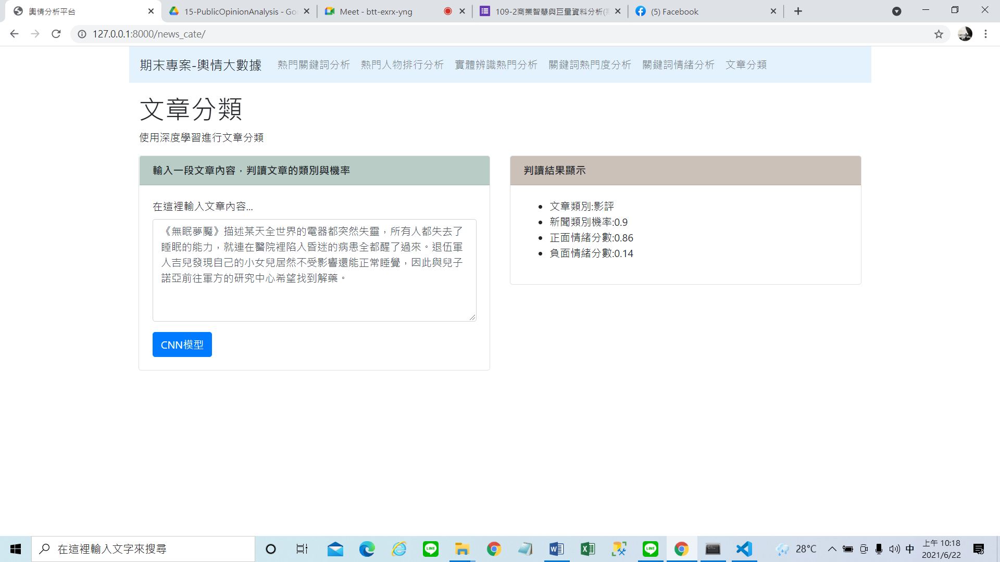 輿情分析平台
15-PublicOpinionAnalysis - Go
Meet - btt-exrx-yng
109-2商業智慧與巨量資料分析(
(5) Facebook
127.0.0.1:8000/news_cate/
期末專案-輿情大數據 熱門關鍵詞分析 熱門人物排行分析 實體辨識熱門分析 關鍵詞熱門度分析 關鍵詞情緒分析 文章分類
文章分類
使用深度學習進行文章分類
輸入一段文章內容，判讀文章的類別與機率
在這裡輸入文章內容...
《無眠夢魘》描述某天全世界的電器都突然失靈，所有人都失去了
睡眠的能力，就連在醫院裡陷入昏迷的病患全都醒了過來。退伍軍
人吉兒發現自己的小女兒居然不受影響還能正常睡覺，因此與兒子
諾亞前往軍方的研究中心希望找到解藥。
CNN模型
判讀結果顯示
文章類別:影評
新聞類別機率:0.9
正面情緒分數:0.86
負面情緒分數:0.14
在這裡輸入文字來搜尋
LINE
LINE
28°C
中
上午 10:18
2021/6/22